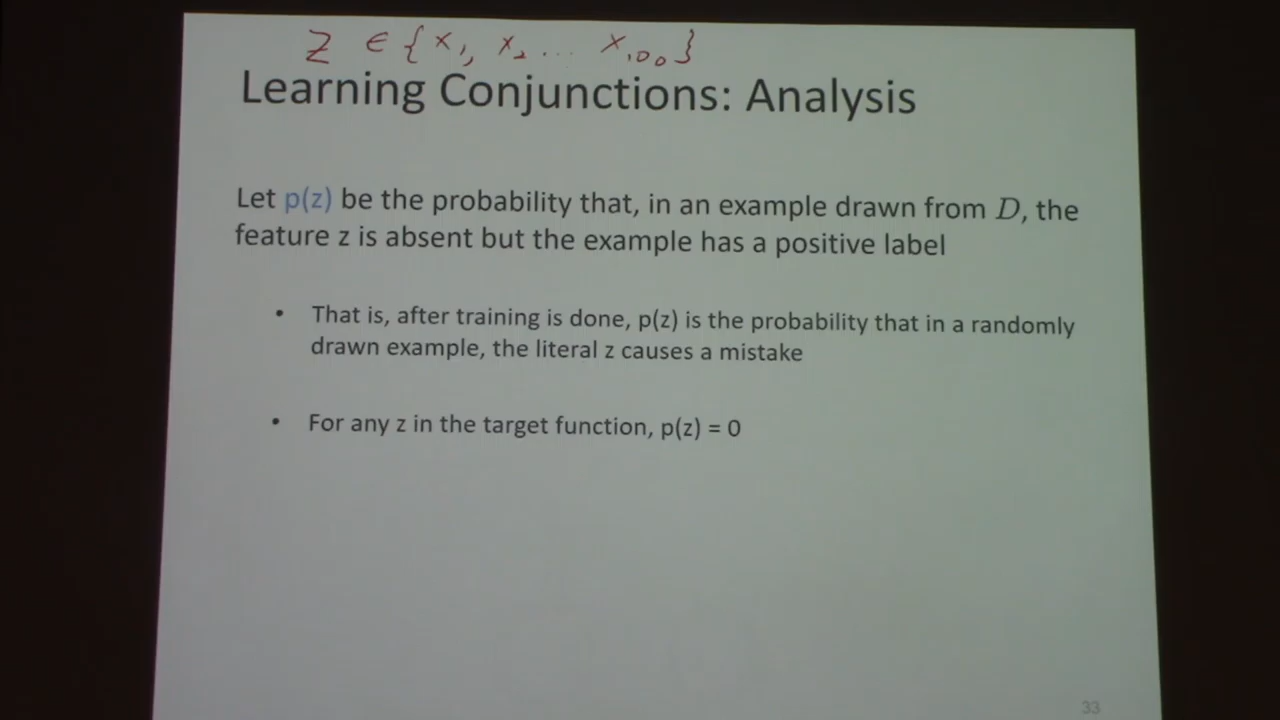 z ∈ {x₁, x₂ ... x₁₀₀}
Learning Conjunctions: Analysis
Let p(z) be the probability that, in an example drawn from D, the
feature z is absent but the example has a positive label
• That is, after training is done, p(z) is the probability that in a randomly
drawn example, the literal z causes a mistake
• For any z in the target function, p(z) = 0
33